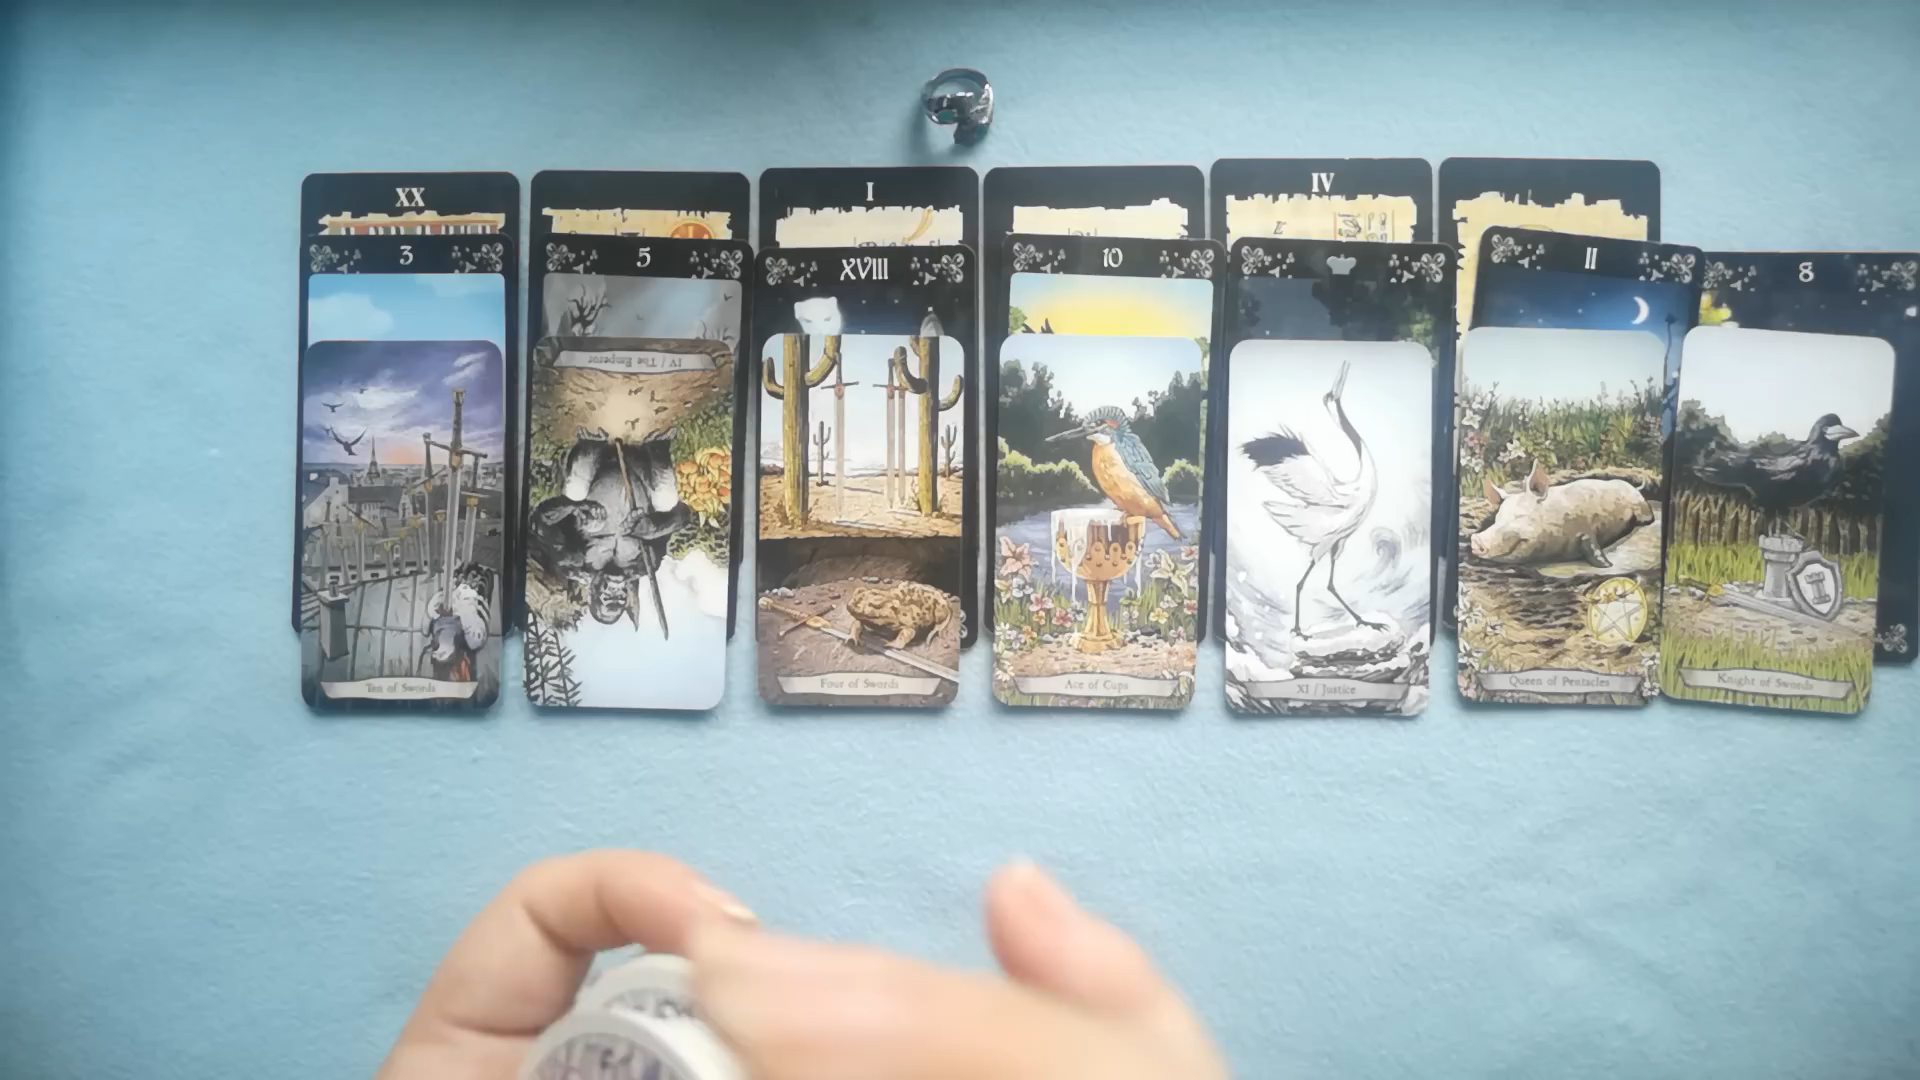 XX
I
IV
3
5
XVIII
10
II
8
IV / The Emperor
Ten of Swords
Four of Swords
Ace of Cups
XI / Justice
Queen of Pentacles
Knight of Swords